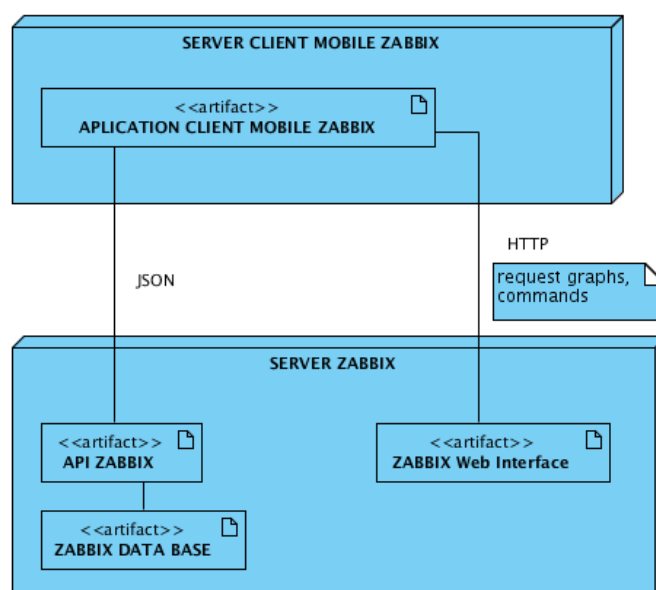 SERVER CLIENT MOBILE ZABBIX
<<artifact>>
APLICATION CLIENT MOBILE ZABBIX
HTTP
JSON
request graphs,
commands
SERVER ZABBIX
<<artifact>>
API ZABBIX
<<artifact>>
ZABBIX Web Interface
<<artifact>>
ZABBIX DATA BASE